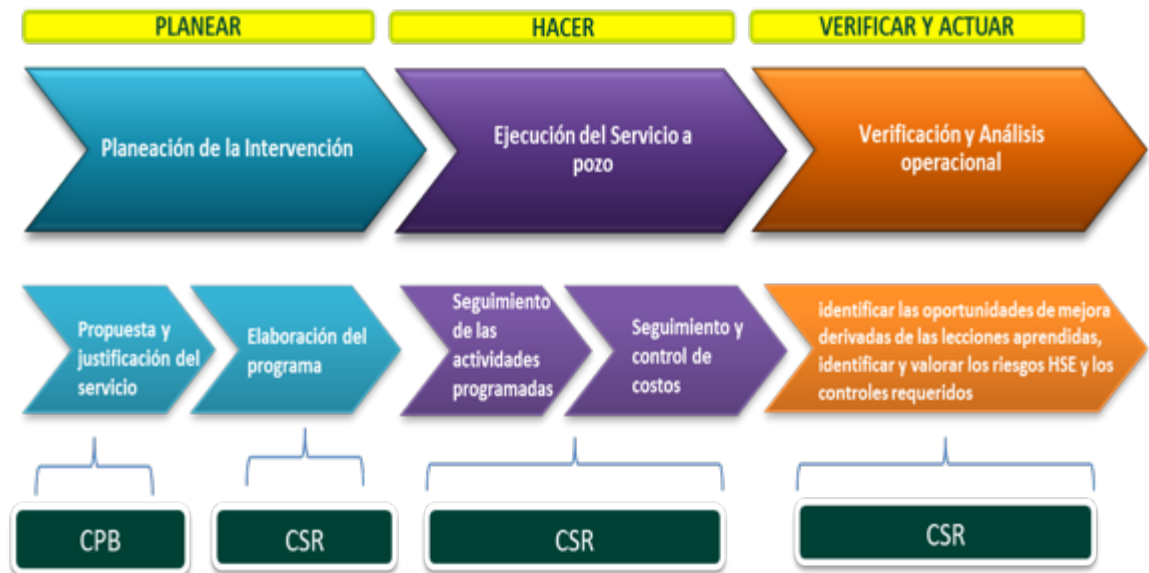 PLANEAR
HACER
VERIFICAR Y ACTUAR
Planeación de la Intervención
Ejecución del Servicio a
pozo
Verificación y Análisis
operacional
Propuesta y
justificación del
servicio
Elaboración del
programa
Seguimiento
de las
actividades
programadas
Seguimiento y
control de
costos
identificar las oportunidades de mejora
derivadas de las lecciones aprendidas,
identificar y valorar los riesgos HSE y los
controles requeridos
CPB
CSR
CSR
CSR